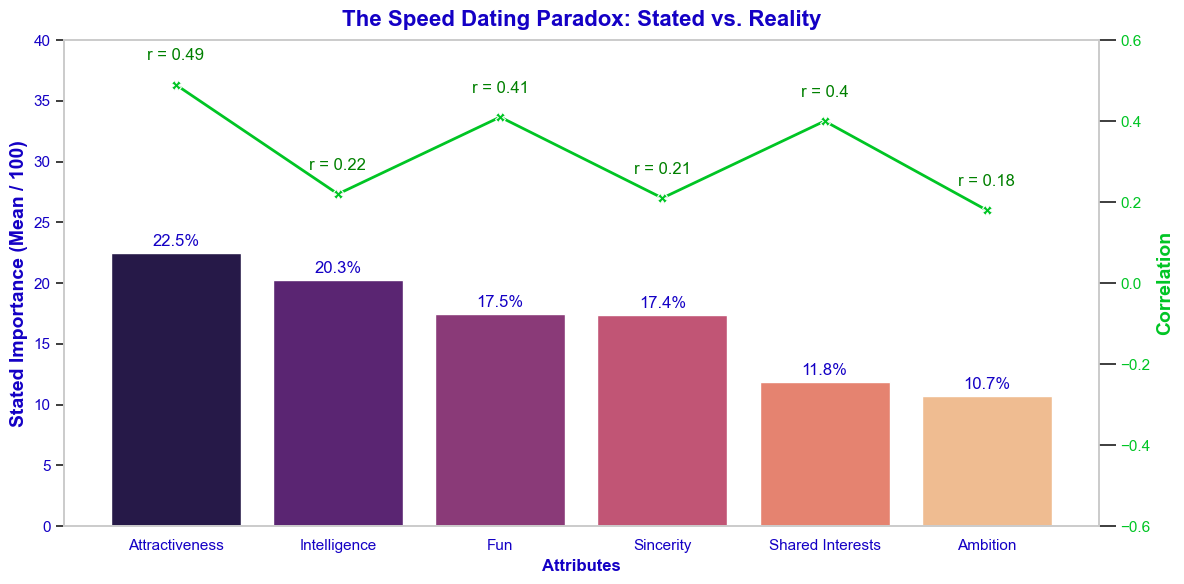 The Speed Dating Paradox: Stated vs. Reality
Stated Importance (Mean / 100)
40
35
30
25
20
15
10
5
0
r = 0.49
r = 0.22
r = 0.41
r = 0.21
r = 0.4
r = 0.18
22.5%
20.3%
17.5%
17.4%
11.8%
10.7%
0.6
0.4
0.2
0.0
−0.2
−0.4
−0.6
Correlation
Attractiveness
Intelligence
Fun
Sincerity
Shared Interests
Ambition
Attributes